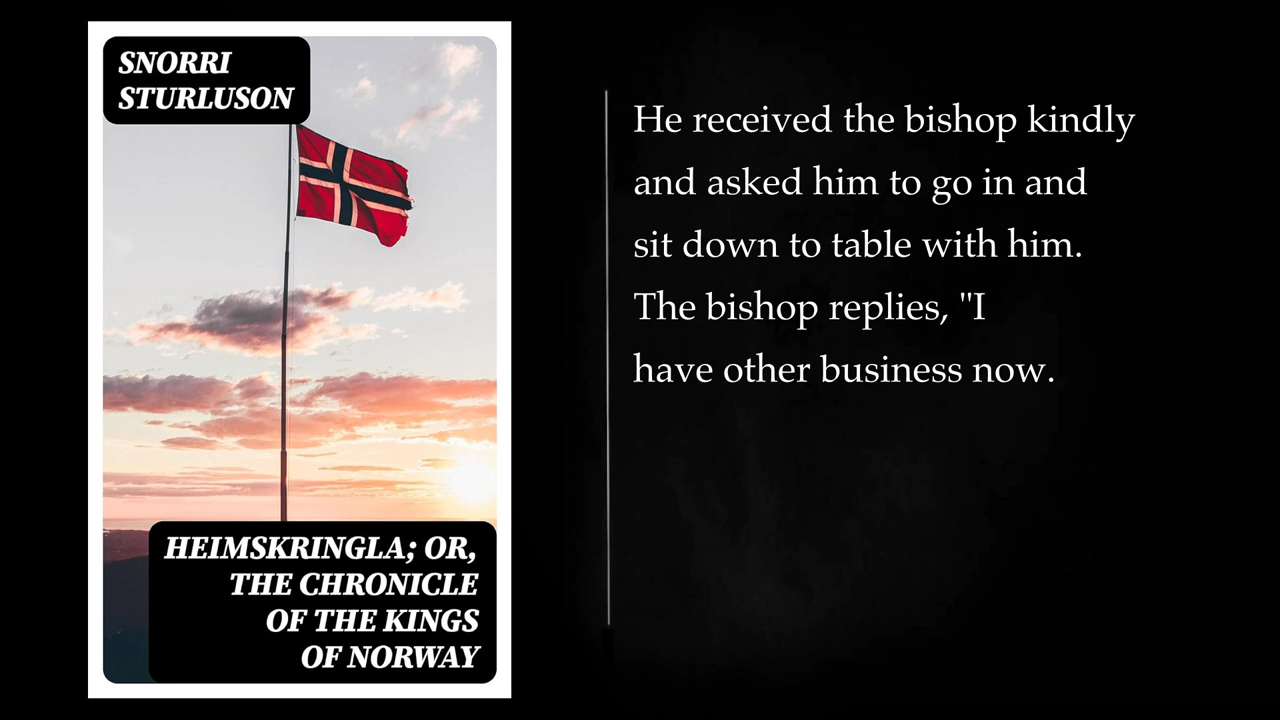 SNORRI
STURLUSON
HEIMSKRINGLA; OR,
THE CHRONICLE
OF THE KINGS
OF NORWAY
He received the bishop kindly
and asked him to go in and
sit down to table with him.
The bishop replies, "I
have other business now.